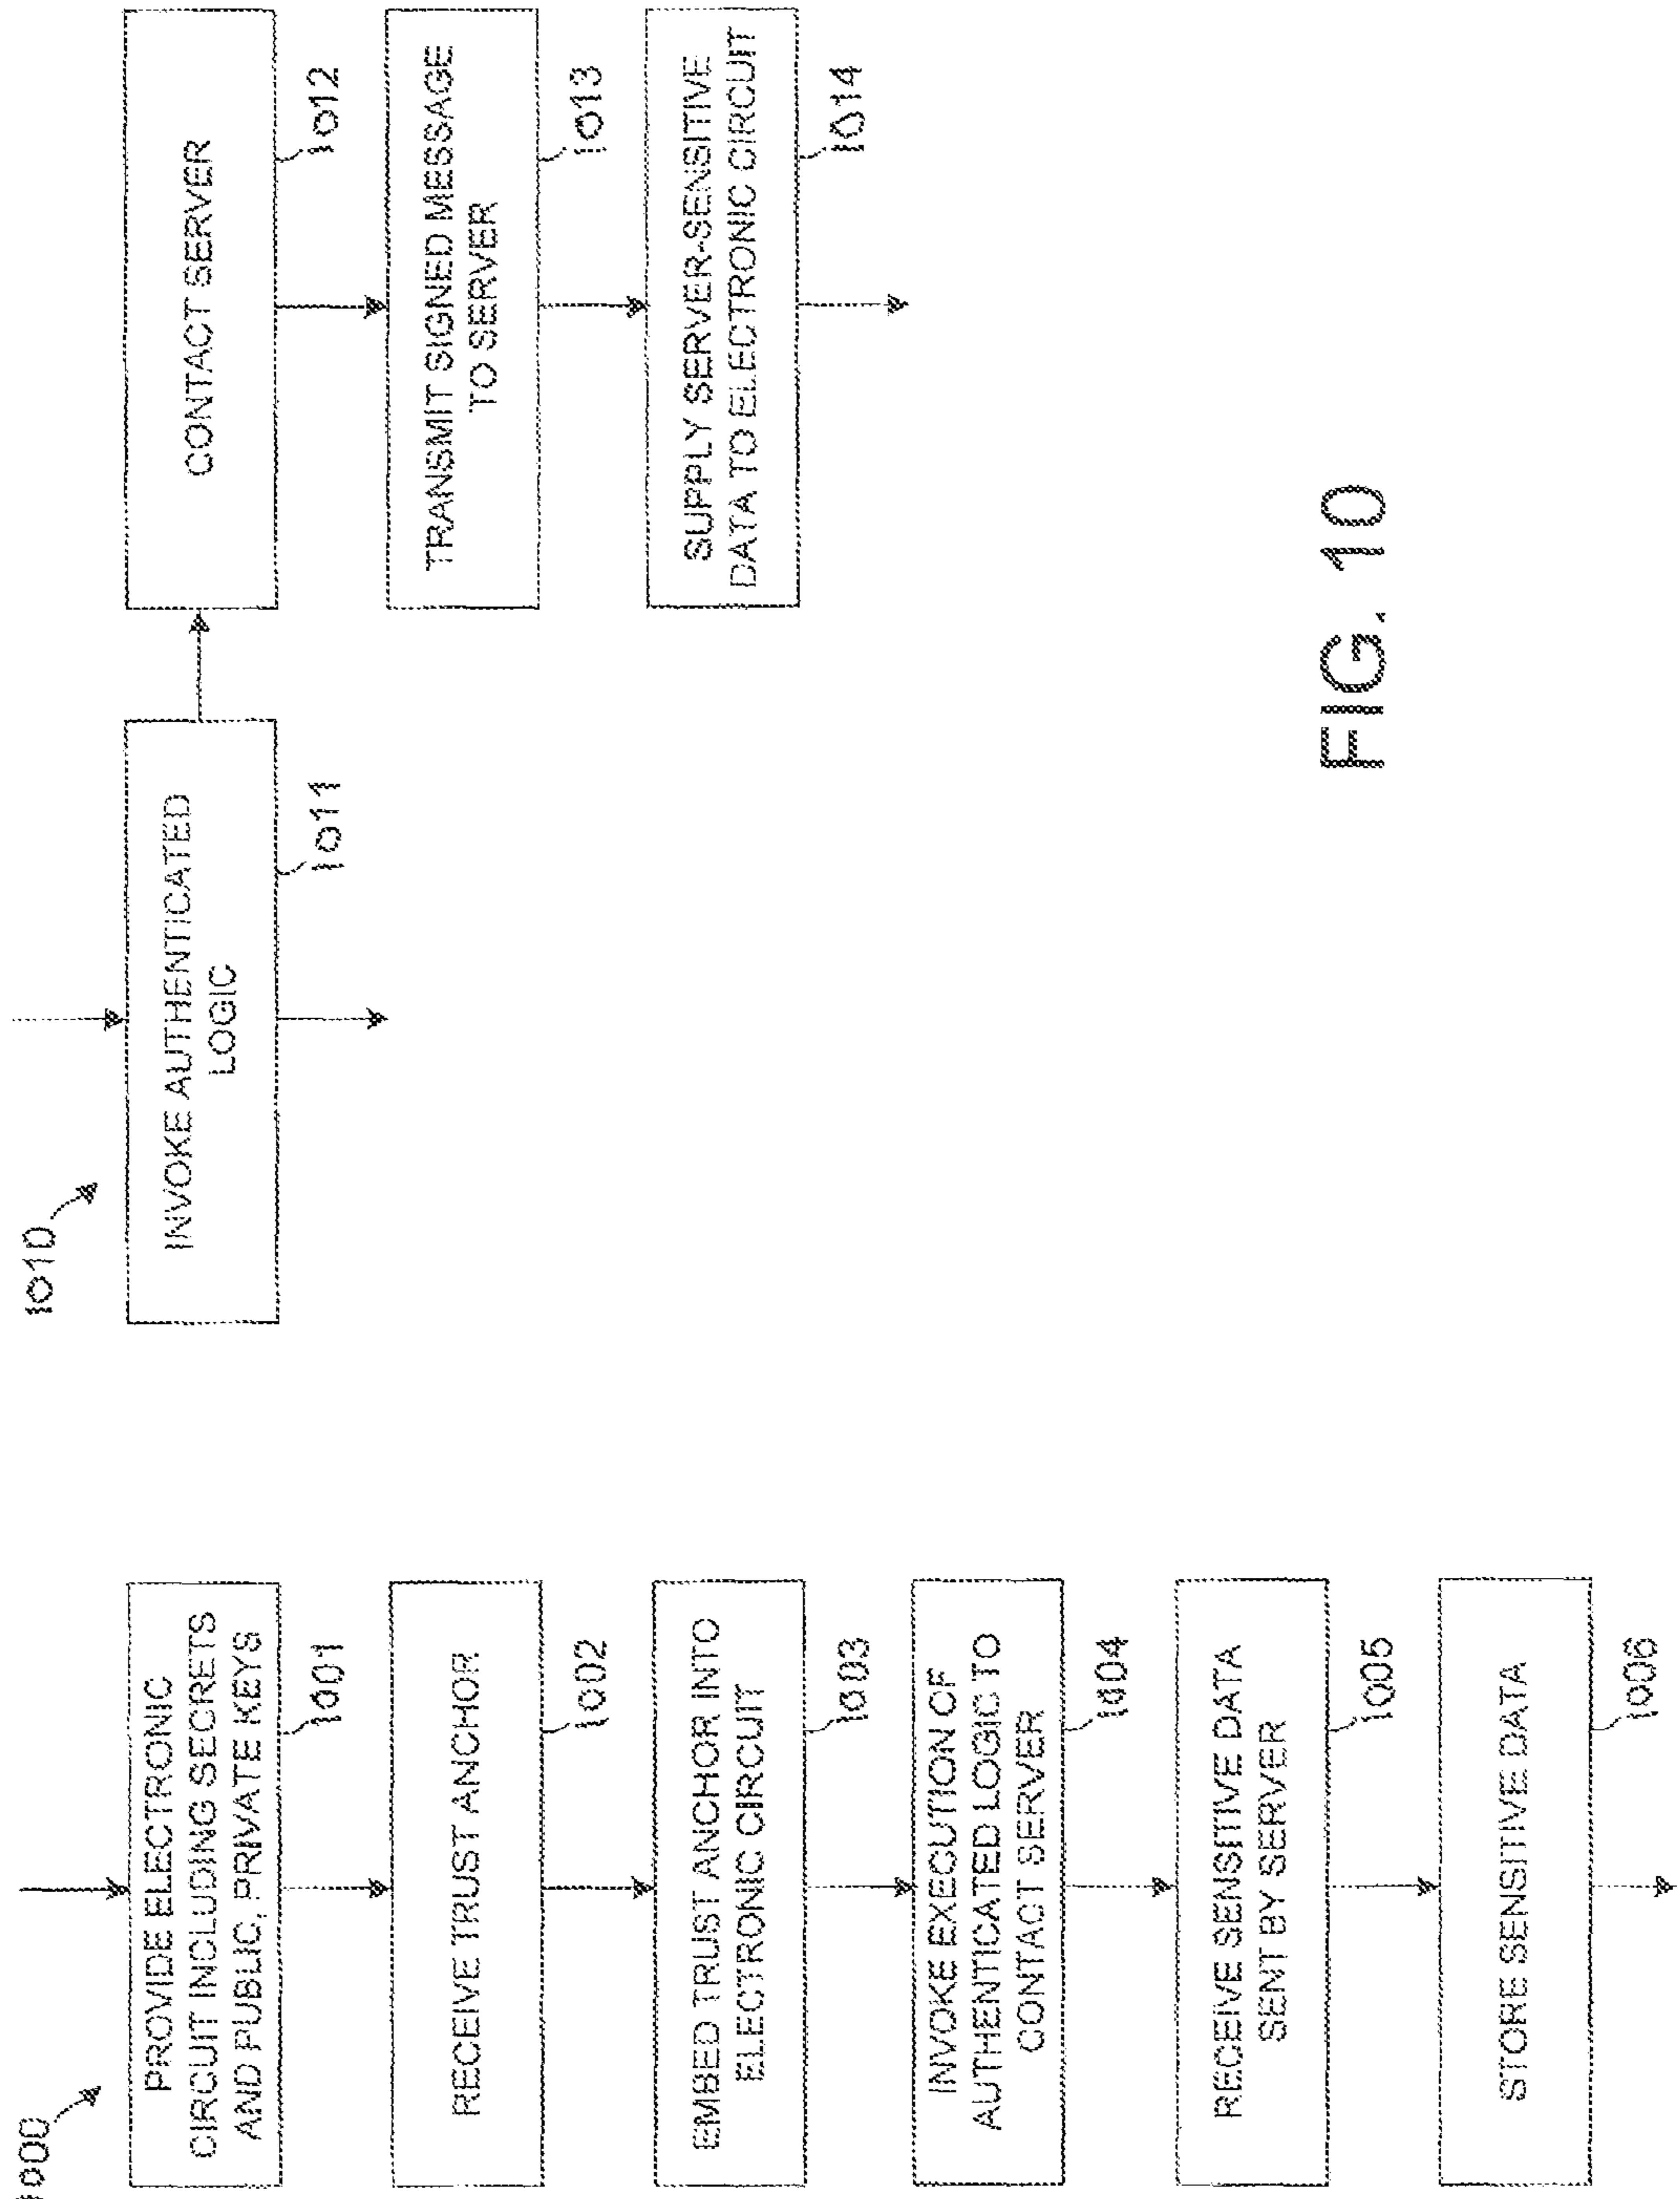 1000
PROVIDE ELECTRONIC
CIRCUIT INCLUDING SECRETS
AND PUBLIC, PRIVATE KEYS
1001
RECEIVE TRUST ANCHOR
1002
EMBED TRUST ANCHOR INTO
ELECTRONIC CIRCUIT
1003
INVOKE EXECUTION OF
AUTHENTICATED LOGIC TO
CONTACT SERVER
1004
RECEIVE SENSITIVE DATA
SENT BY SERVER
1005
STORE SENSITIVE DATA
1006
1010
INVOKE AUTHENTICATED
LOGIC
1011
CONTACT SERVER
1012
TRANSMIT SIGNED MESSAGE
TO SERVER
1013
SUPPLY SERVER-SENSITIVE
DATA TO ELECTRONIC CIRCUIT
1014
FIG. 10